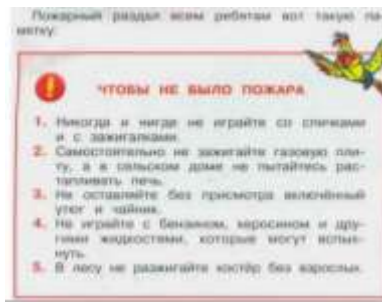 Пожарный раздал всем ребятам вот такую па-
мятку:
ЧТОБЫ НЕ БЫЛО ПОЖАРА
1. Никогда и нигде не играйте со спичками
и с зажигалками.
2. Самостоятельно не зажигайте газовую пли-
ту, а в сельском доме не пытайтесь рас-
тапливать печь.
3. Не оставляйте без присмотра включённый
утюг и чайник.
4. Не играйте с бензином, керосином и дру-
гими жидкостями, которые могут вспых-
нуть.
5. В лесу не разжигайте костёр без взрослых.